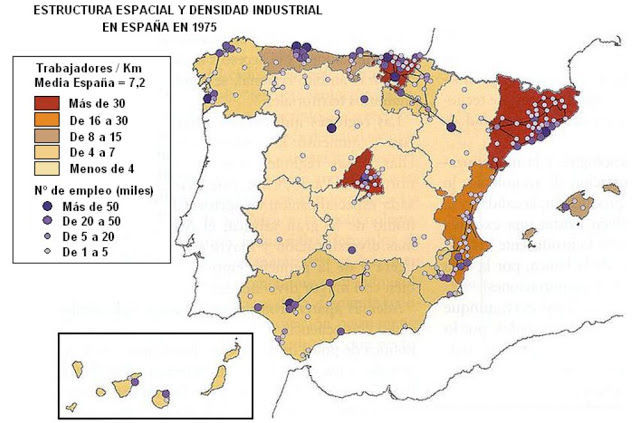 ESTRUCTURA ESPACIAL Y DENSIDAD INDUSTRIAL
EN ESPAÑA EN 1975
Trabajadores / Km
Media España = 7,2
Más de 30
De 16 a 30
De 8 a 15
De 4 a 7
Menos de 4
Nº de empleo (miles)
Más de 50
De 20 a 50
De 5 a 20
De 1 a 5